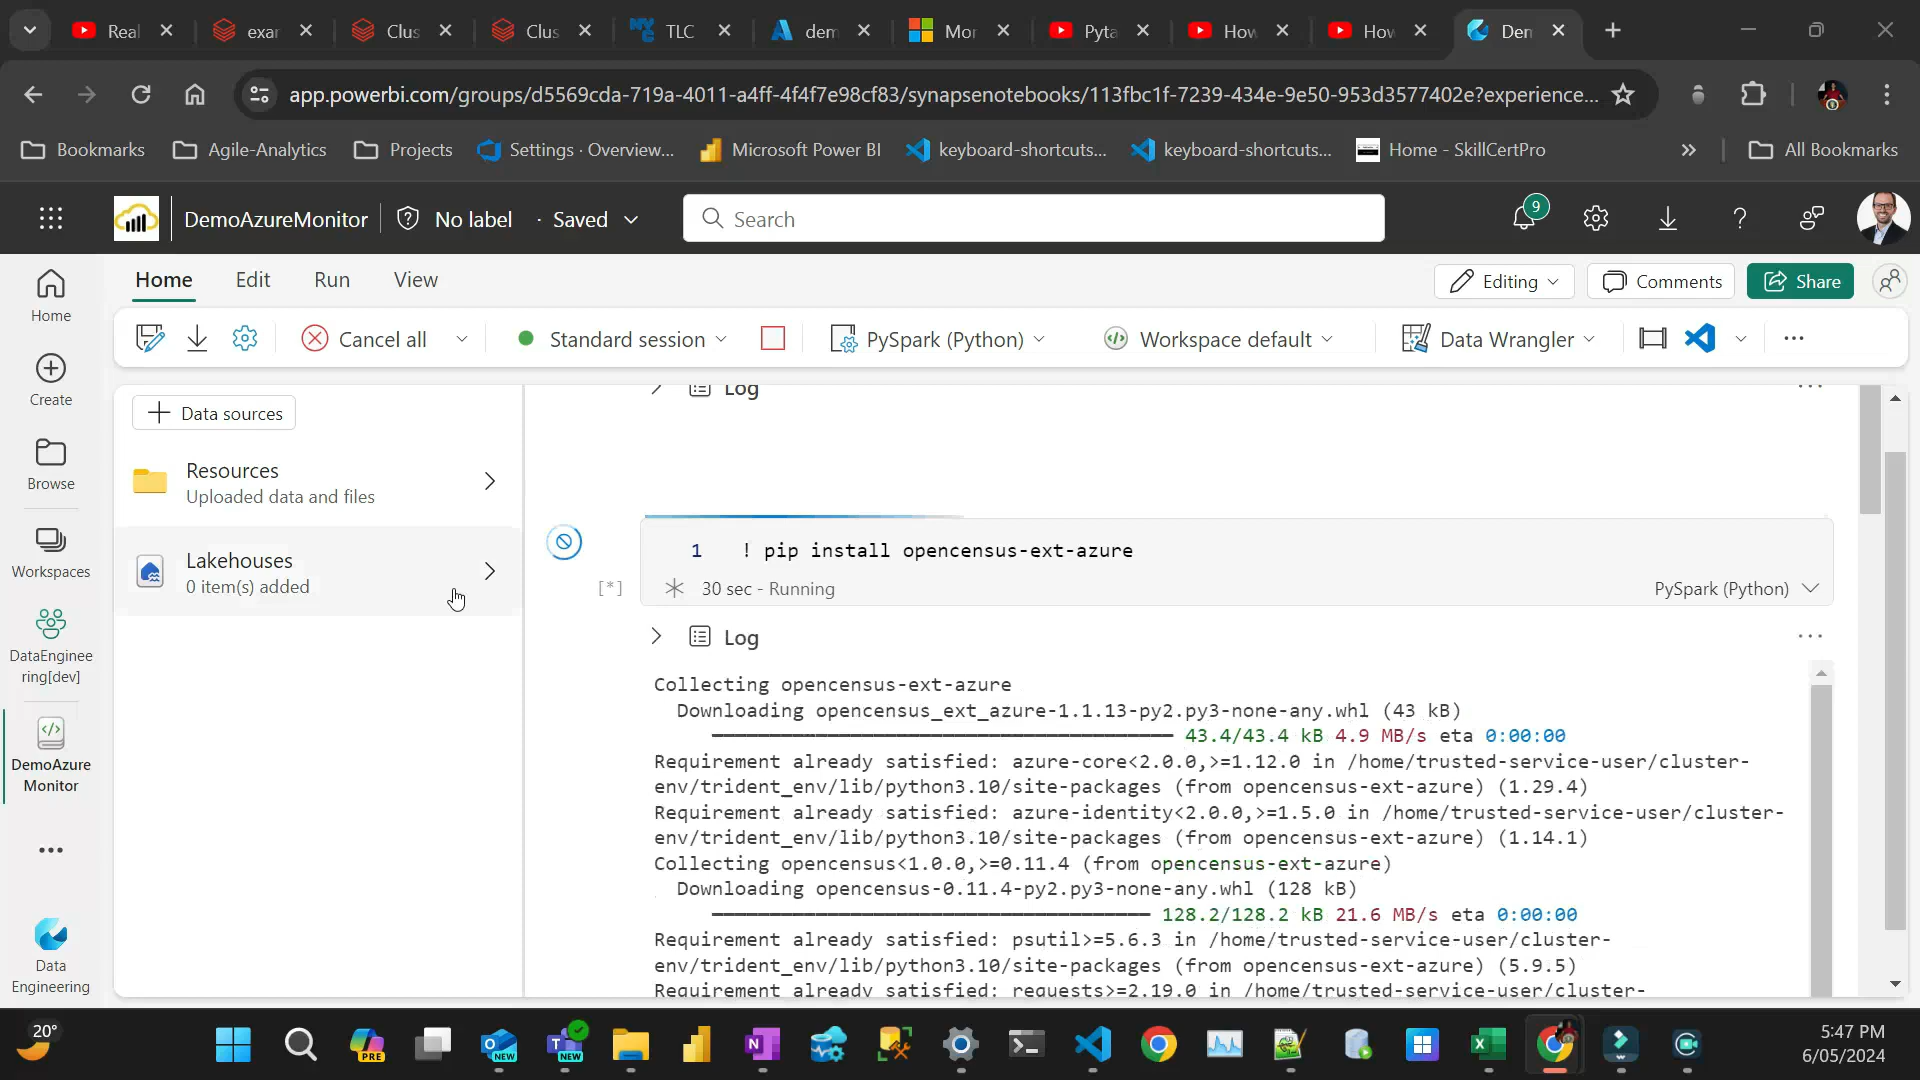 Real
exar
Clus
Clus
TLC
dem
Mor
Pyta
How
How
Der
app.powerbi.com/groups/d5569cda-719a-4011-a4ff-4f4f7e98cf83/synapsenotebooks/113fbc1f-7239-434e-9e50-953d3577402e?experience...
Bookmarks
Agile-Analytics
Projects
Settings · Overview...
Microsoft Power BI
keyboard-shortcuts...
keyboard-shortcuts...
Home - SkillCertPro
»
All Bookmarks
DemoAzureMonitor
No label · Saved
Search
9
Home Edit Run View
Editing
Comments
Share
Cancel all
Standard session
PySpark (Python)
Workspace default
Data Wrangler
Home
Create
Browse
Workspaces
DataEnginee
ring[dev]
DemoAzure
Monitor
Data
Engineering
Data sources
Resources
Uploaded data and files
Lakehouses
0 item(s) added
Log
1 ! pip install opencensus-ext-azure
[*]
30 sec - Running
PySpark (Python)
Log
Collecting opencensus-ext-azure
Downloading opencensus_ext_azure-1.1.13-py2.py3-none-any.whl (43 kB)
43.4/43.4 kB 4.9 MB/s eta 0:00:00
Requirement already satisfied: azure-core<2.0.0,>=1.12.0 in /home/trusted-service-user/cluster-
env/trident_env/lib/python3.10/site-packages (from opencensus-ext-azure) (1.29.4)
Requirement already satisfied: azure-identity<2.0.0,>=1.5.0 in /home/trusted-service-user/cluster-
env/trident_env/lib/python3.10/site-packages (from opencensus-ext-azure) (1.14.1)
Collecting opencensus<1.0.0,>=0.11.4 (from opencensus-ext-azure)
Downloading opencensus-0.11.4-py2.py3-none-any.whl (128 kB)
128.2/128.2 kB 21.6 MB/s eta 0:00:00
Requirement already satisfied: psutil>=5.6.3 in /home/trusted-service-user/cluster-
env/trident_env/lib/python3.10/site-packages (from opencensus-ext-azure) (5.9.5)
Requirement already satisfied: requests>=2.19.0 in /home/trusted-service-user/cluster-
20°
PRE
NEW
NEW
5:47 PM
6/05/2024